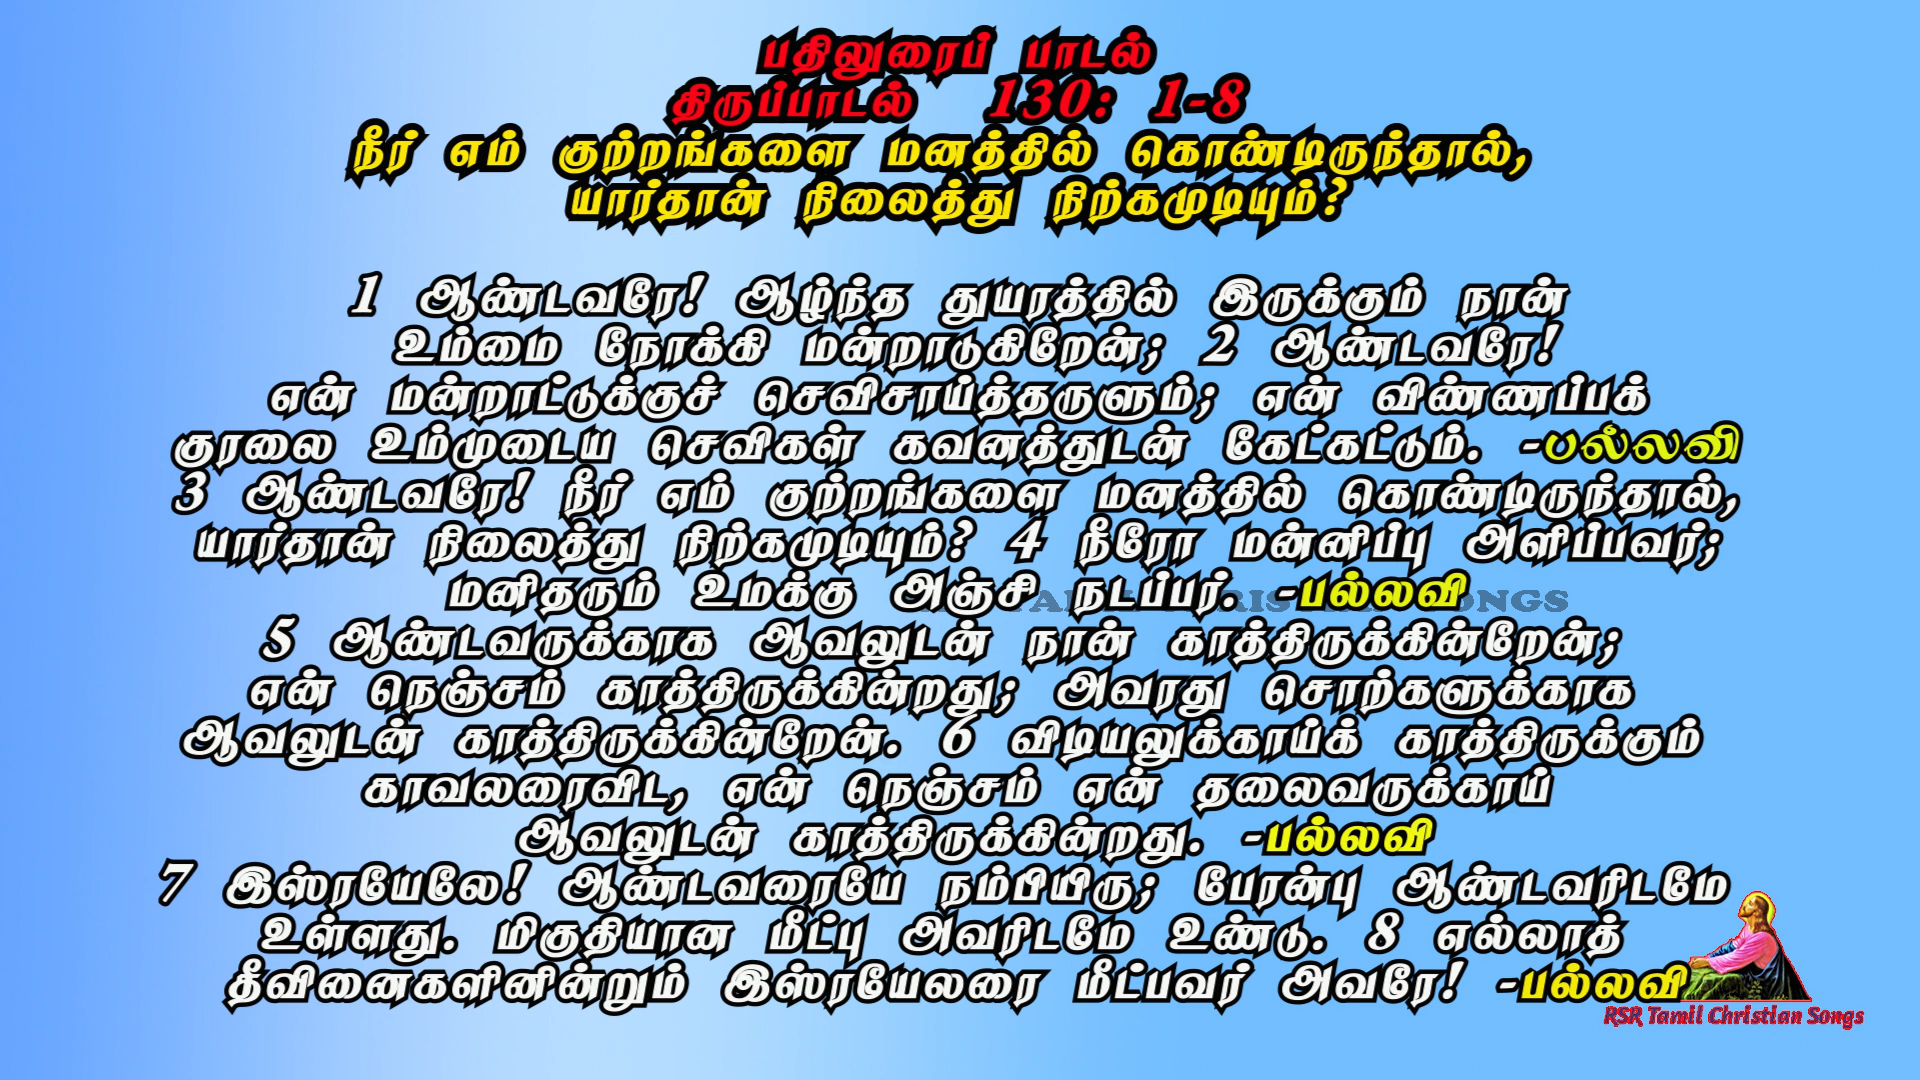 பதிலுரைப் பாடல்
திருப்பாடல் 130: 1-8
நீர் எம் குற்றங்களை மனத்தில் கொண்டிருந்தால்,
யார்தான் நிலைத்து நிற்கமுடியும்?
1 ஆண்டவரே! ஆழ்ந்த துயரத்தில் இருக்கும் நான்
உம்மை நோக்கி மன்றாடுகிறேன்; 2 ஆண்டவரே!
என் மன்றாட்டுக்குச் செவிசாய்த்தருளும்; என் விண்ணப்பக்
குரலை உம்முடைய செவிகள் கவனத்துடன் கேட்கட்டும். -பல்லவி
3 ஆண்டவரே! நீர் எம் குற்றங்களை மனத்தில் கொண்டிருந்தால்,
யார்தான் நிலைத்து நிற்கமுடியும்? 4 நீரோ மன்னிப்பு அளிப்பவர்;
மனிதரும் உமக்கு அஞ்சி நடப்பர். -பல்லவி
5 ஆண்டவருக்காக ஆவலுடன் நான் காத்திருக்கின்றேன்;
என் நெஞ்சம் காத்திருக்கின்றது; அவரது சொற்களுக்காக
ஆவலுடன் காத்திருக்கின்றேன். 6 விடியலுக்காய்க் காத்திருக்கும்
காவலரைவிட, என் நெஞ்சம் என் தலைவருக்காய்
ஆவலுடன் காத்திருக்கின்றது. -பல்லவி
7 இஸ்ரயேலே! ஆண்டவரையே நம்பியிரு; பேரன்பு ஆண்டவரிடமே
உள்ளது. மிகுதியான மீட்பு அவரிடமே உண்டு. 8 எல்லாத்
தீவினைகளினின்றும் இஸ்ரயேலரை மீட்பவர் அவரே! -பல்லவி
RSR Tamil Christian Songs